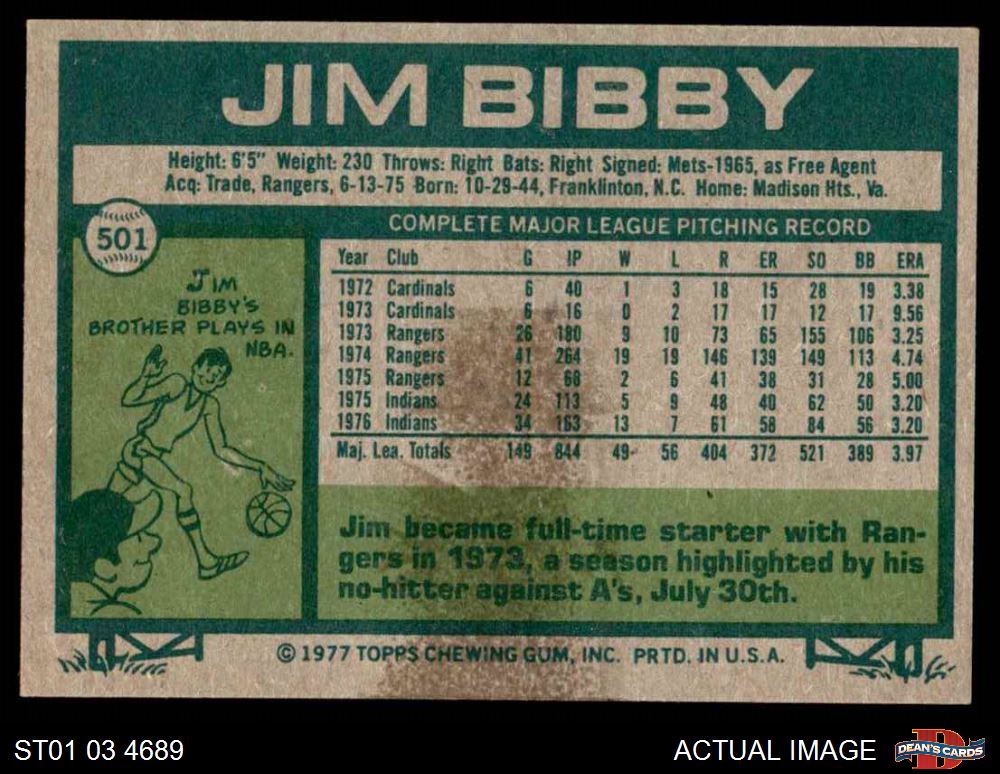 JIM BIBBY
Height: 6'5" Weight: 230 Throws: Right Bats: Right Signed: Mets-1965, as Free Agent
Acq: Trade, Rangers, 6-13-75 Born: 10-29-44, Franklinton, N.C. Home: Madison Hts., Va.
501
COMPLETE MAJOR LEAGUE PITCHING RECORD
JIM
BIBBY'S
BROTHER PLAYS IN
NBA.
Year Club G IP W L R ER SO BB ERA
1972 Cardinals 6 40 1 3 18 15 28 19 3.38
1973 Cardinals 6 16 0 2 17 17 12 17 9.56
1973 Rangers 26 180 9 10 73 65 155 106 3.25
1974 Rangers 41 264 19 19 146 139 149 113 4.74
1975 Rangers 12 68 2 6 41 38 31 28 5.00
1975 Indians 24 113 5 9 48 40 62 50 3.20
1976 Indians 34 163 13 7 61 58 84 56 3.20
Maj. Lea. Totals 149 844 49 56 404 372 521 389 3.97
Jim became full-time starter with Ran-
gers in 1973, a season highlighted by his
no-hitter against A's, July 30th.
© 1977 TOPPS CHEWING GUM, INC. PRTD. IN U.S.A.
ST01 03 4689
ACTUAL IMAGE
D
DEAN'S CARDS